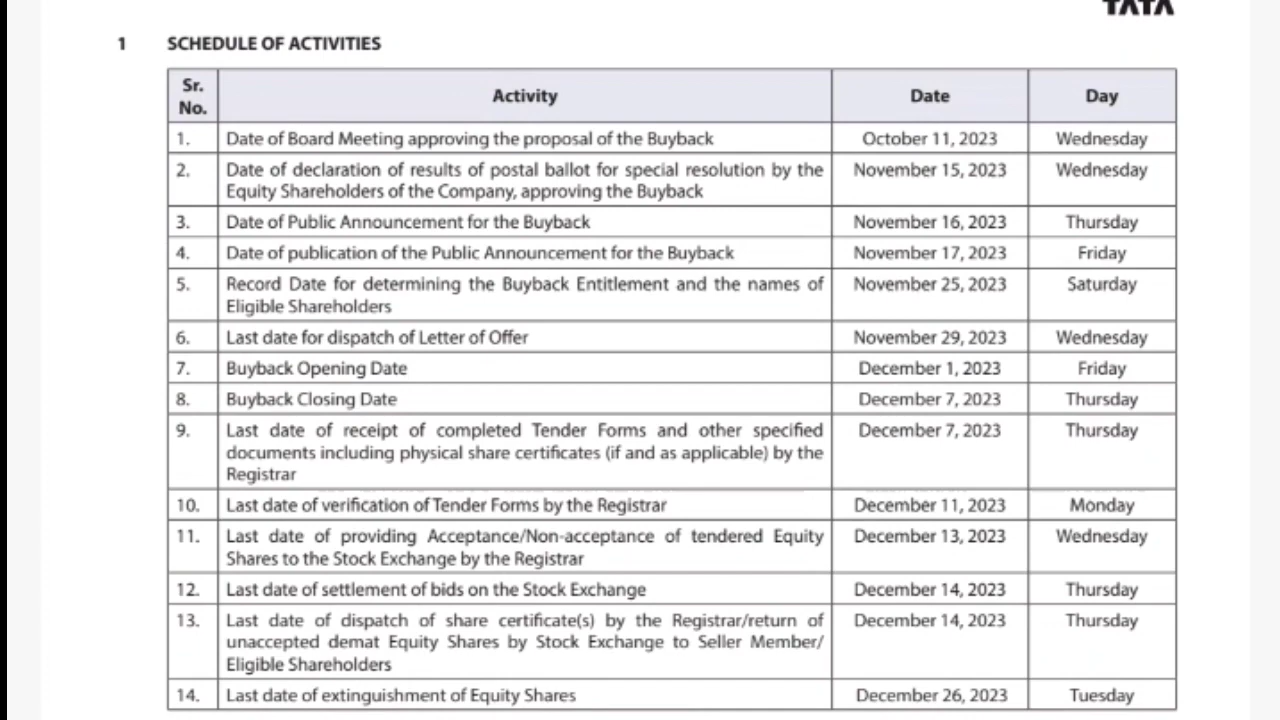 TATA
1 SCHEDULE OF ACTIVITIES
Sr. No. Activity Date Day
1. Date of Board Meeting approving the proposal of the Buyback October 11, 2023 Wednesday
2. Date of declaration of results of postal ballot for special resolution by the November 15, 2023 Wednesday
Equity Shareholders of the Company, approving the Buyback
3. Date of Public Announcement for the Buyback November 16, 2023 Thursday
4. Date of publication of the Public Announcement for the Buyback November 17, 2023 Friday
5. Record Date for determining the Buyback Entitlement and the names of November 25, 2023 Saturday
Eligible Shareholders
6. Last date for dispatch of Letter of Offer November 29, 2023 Wednesday
7. Buyback Opening Date December 1, 2023 Friday
8. Buyback Closing Date December 7, 2023 Thursday
9. Last date of receipt of completed Tender Forms and other specified December 7, 2023 Thursday
documents including physical share certificates (if and as applicable) by the
Registrar
10. Last date of verification of Tender Forms by the Registrar December 11, 2023 Monday
11. Last date of providing Acceptance/Non-acceptance of tendered Equity December 13, 2023 Wednesday
Shares to the Stock Exchange by the Registrar
12. Last date of settlement of bids on the Stock Exchange December 14, 2023 Thursday
13. Last date of dispatch of share certificate(s) by the Registrar/return of December 14, 2023 Thursday
unaccepted demat Equity Shares by Stock Exchange to Seller Member/
Eligible Shareholders
14. Last date of extinguishment of Equity Shares December 26, 2023 Tuesday